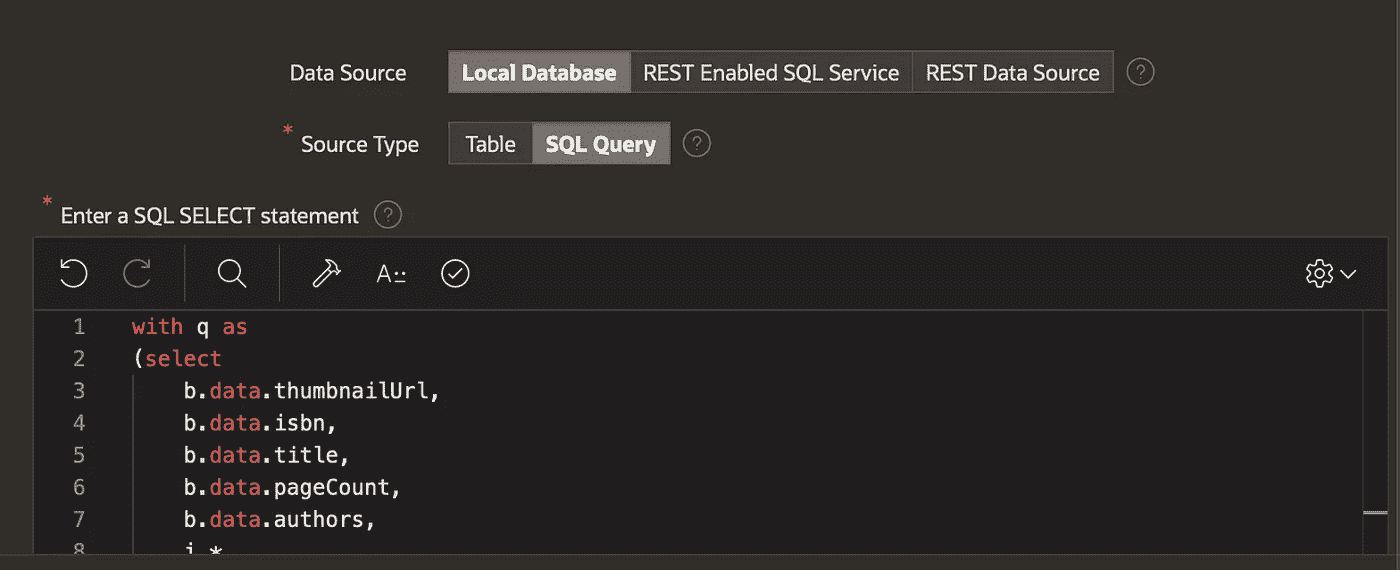 Data Source Local Database REST Enabled SQL Service REST Data Source ?
* Source Type Table SQL Query ?
* Enter a SQL SELECT statement ?
A::
1 with q as
2 (select
3 b.data.thumbnailUrl,
4 b.data.isbn,
5 b.data.title,
6 b.data.pageCount,
7 b.data.authors,
8 j.*